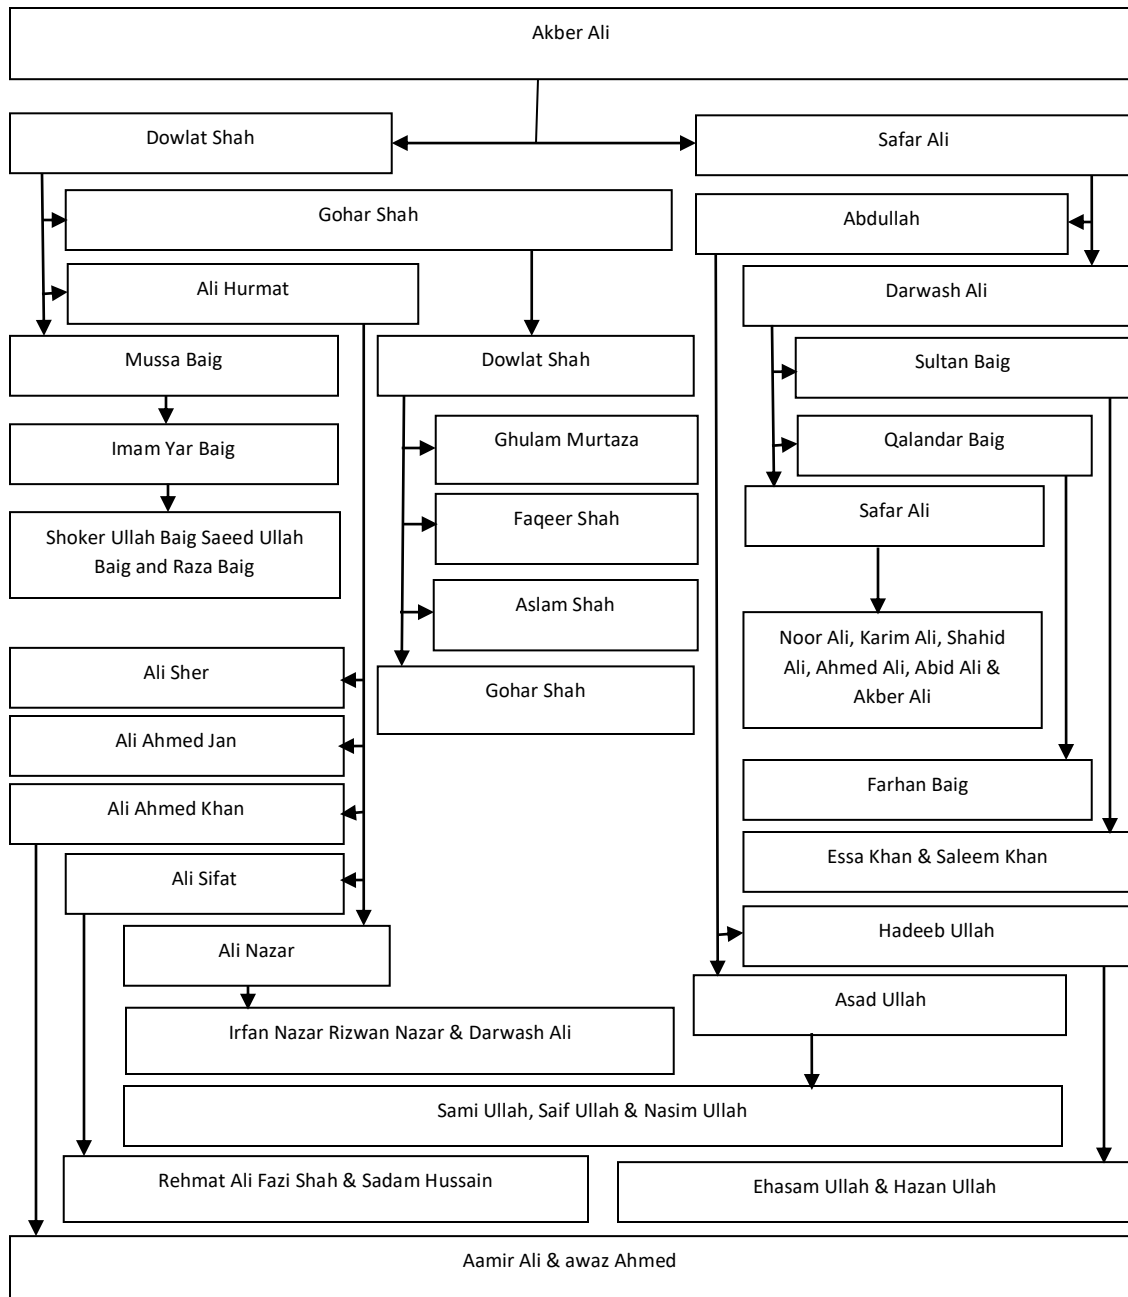 Akber Ali
Dowlat Shah
Safar Ali
Gohar Shah
Abdullah
Ali Hurmat
Darwash Ali
Mussa Baig
Dowlat Shah
Sultan Baig
Imam Yar Baig
Ghulam Murtaza
Qalandar Baig
Shoker Ullah Baig Saeed Ullah
Baig and Raza Baig
Faqeer Shah
Safar Ali
Aslam Shah
Noor Ali, Karim Ali, Shahid
Ali, Ahmed Ali, Abid Ali &
Akber Ali
Ali Sher
Gohar Shah
Ali Ahmed Jan
Farhan Baig
Ali Ahmed Khan
Essa Khan & Saleem Khan
Ali Sifat
Hadeeb Ullah
Ali Nazar
Asad Ullah
Irfan Nazar Rizwan Nazar & Darwash Ali
Sami Ullah, Saif Ullah & Nasim Ullah
Rehmat Ali Fazi Shah & Sadam Hussain
Ehasam Ullah & Hazan Ullah
Aamir Ali & awaz Ahmed